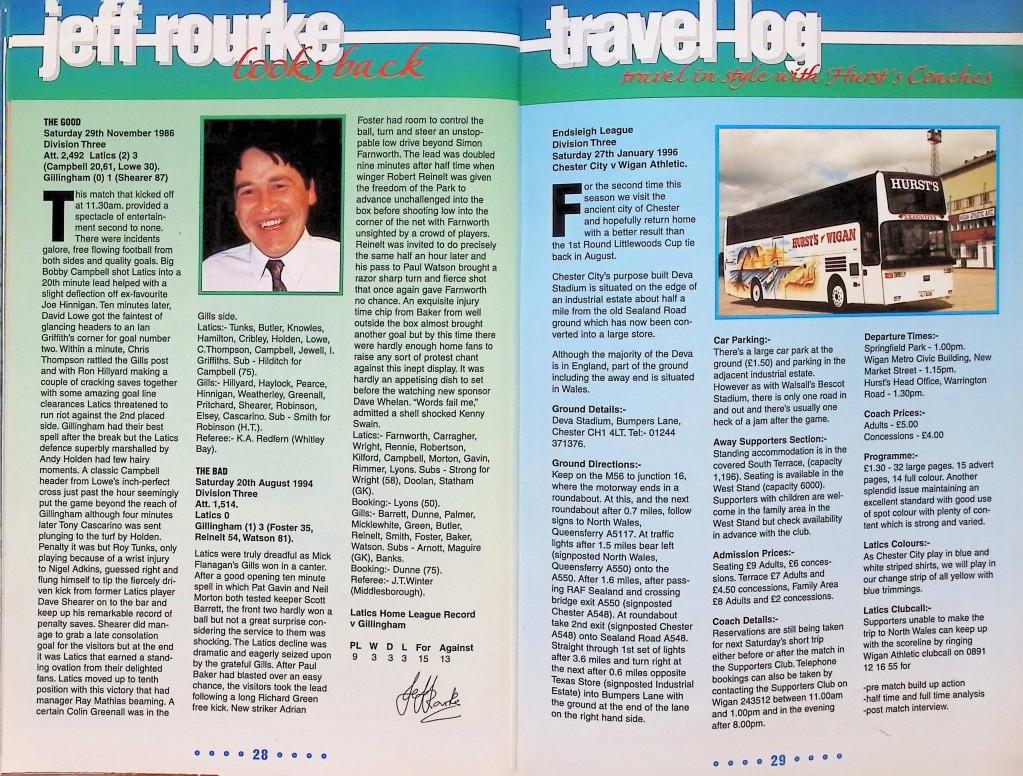 jeff rourke
looks back
THE GOOD
Saturday 29th November 1986
Division Three
Att. 2,492 Latics (2) 3
(Campbell 20,61, Lowe 30).
Gillingham (0) 1 (Shearer 87)
This match that kicked off
at 11.30am. provided a
spectacle of entertain-
ment second to none.
There were incidents
galore, free flowing football from
both sides and quality goals. Big
Bobby Campbell shot Latics into a
20th minute lead helped with a
slight deflection off ex-favourite
Joe Hinnigan. Ten minutes later,
David Lowe got the faintest of
glancing headers to an Ian
Griffith's corner for goal number
two. Within a minute, Chris
Thompson rattled the Gills post
and with Ron Hillyard making a
couple of cracking saves together
with some amazing goal line
clearances Latics threatened to
run riot against the 2nd placed
side. Gillingham had their best
spell after the break but the Latics
defence superbly marshalled by
Andy Holden had few hairy
moments. A classic Campbell
header from Lowe's inch-perfect
cross just past the hour seemingly
put the game beyond the reach of
Gillingham although four minutes
later Tony Cascarino was sent
plunging to the turf by Holden.
Penalty it was but Roy Tunks, only
playing because of a wrist injury
to Nigel Adkins, guessed right and
flung himself to tip the fiercely dri-
ven kick from former Latics player
Dave Shearer on to the bar and
keep up his remarkable record of
penalty saves. Shearer did man-
age to grab a late consolation
goal for the visitors but at the end
it was Latics that earned a stand-
ing ovation from their delighted
fans. Latics moved up to tenth
position with this victory that had
manager Ray Mathias beaming. A
certain Colin Greenall was in the
Gills side.
Latics:- Tunks, Butler, Knowles,
Hamilton, Cribley, Holden, Lowe,
C.Thompson, Campbell, Jewell, I.
Griffiths. Sub - Hilditch for
Campbell (75).
Gills:- Hillyard, Haylock, Pearce,
Hinnigan, Weatherley, Greenall,
Pritchard, Shearer, Robinson,
Elsey, Cascarino. Sub - Smith for
Robinson (H.T.).
Referee:- K.A. Redfern (Whitley
Bay).
THE BAD
Saturday 20th August 1994
Division Three
Att. 1,514.
Latics 0
Gillingham (1) 3 (Foster 35,
Reinelt 54, Watson 81).
Latics were truly dreadful as Mick
Flanagan's Gills won in a canter.
After a good opening ten minute
spell in which Pat Gavin and Neil
Morton both tested keeper Scott
Barrett, the front two hardly won a
ball but not a great surprise con-
sidering the service to them was
shocking. The Latics decline was
dramatic and eagerly seized upon
by the grateful Gills. After Paul
Baker had blasted over an easy
chance, the visitors took the lead
following a long Richard Green
free kick. New striker Adrian
Foster had room to control the
ball, turn and steer an unstop-
pable low drive beyond Simon
Farnworth. The lead was doubled
nine minutes after half time when
winger Robert Reinelt was given
the freedom of the Park to
advance unchallenged into the
box before shooting low into the
corner of the net with Farnworth
unsighted by a crowd of players.
Reinelt was invited to do precisely
the same half an hour later and
his pass to Paul Watson brought a
razor sharp turn and fierce shot
that once again gave Farnworth
no chance. An exquisite injury
time chip from Baker from well
outside the box almost brought
another goal but by this time there
were hardly enough home fans to
raise any sort of protest chant
against this inept display. It was
hardly an appetising dish to set
before the watching new sponsor
Dave Whelan. "Words fail me,"
admitted a shell shocked Kenny
Swain.
Latics:- Farnworth, Carragher,
Wright, Rennie, Robertson,
Kilford, Campbell, Morton, Gavin,
Rimmer, Lyons. Subs - Strong for
Wright (58), Doolan, Statham
(GK).
Booking:- Lyons (50).
Gills:- Barrett, Dunne, Palmer,
Micklewhite, Green, Butler,
Reinelt, Smith, Foster, Baker,
Watson. Subs - Arnott, Maguire
(GK), Banks.
Booking:- Dunne (75).
Referee:- J.T.Winter
(Middlesborough).
Latics Home League Record
v Gillingham
PL W D L For Against
9 3 3 3 15 13
Jeff Rourke
28
travel log
travel in style with Hurst's Coaches
Endsleigh League
Division Three
Saturday 27th January 1996
Chester City v Wigan Athletic.
For the second time this
season we visit the
ancient city of Chester
and hopefully return home
with a better result than
the 1st Round Littlewoods Cup tie
back in August.
Chester City's purpose built Deva
Stadium is situated on the edge of
an industrial estate about half a
mile from the old Sealand Road
ground which has now been con-
verted into a large store.
Although the majority of the Deva
is in England, part of the ground
including the away end is situated
in Wales.
Ground Details:-
Deva Stadium, Bumpers Lane,
Chester CH1 4LT. Tel:- 01244
371376.
Ground Directions:-
Keep on the M56 to junction 16,
where the motorway ends in a
roundabout. At this, and the next
roundabout after 0.7 miles, follow
signs to North Wales,
Queensferry A5117. At traffic
lights after 1.5 miles bear left
(signposted North Wales,
Queensferry A550) onto the
A550. After 1.6 miles, after pass-
ing RAF Sealand and crossing
bridge exit A550 (signposted
Chester A548). At roundabout
take 2nd exit (signposted Chester
A548) onto Sealand Road A548.
Straight through 1st set of lights
after 3.6 miles and turn right at
the next after 0.6 miles opposite
Texas Store (signposted Industrial
Estate) into Bumpers Lane with
the ground at the end of the lane
on the right hand side.
HURST'S
EXECUTIVE
HURST'S of WIGAN
Car Parking:-
There's a large car park at the
ground (£1.50) and parking in the
adjacent industrial estate.
However as with Walsall's Bescot
Stadium, there is only one road in
and out and there's usually one
heck of a jam after the game.
Away Supporters Section:-
Standing accommodation is in the
covered South Terrace, (capacity
1,196). Seating is available in the
West Stand (capacity 6000).
Supporters with children are wel-
come in the family area in the
West Stand but check availability
in advance with the club.
Admission Prices:-
Seating £9 Adults, £6 conces-
sions. Terrace £7 Adults and
£4.50 concessions, Family Area
£8 Adults and £2 concessions.
Coach Details:-
Reservations are still being taken
for next Saturday's short trip
either before or after the match in
the Supporters Club. Telephone
bookings can also be taken by
contacting the Supporters Club on
Wigan 243512 between 11.00am
and 1.00pm and in the evening
after 8.00pm.
Departure Times:-
Springfield Park - 1.00pm.
Wigan Metro Civic Building, New
Market Street - 1.15pm.
Hurst's Head Office, Warrington
Road - 1.30pm.
Coach Prices:-
Adults - £5.00
Concessions - £4.00
Programme:-
£1.30 - 32 large pages. 15 advert
pages, 14 full colour. Another
splendid issue maintaining an
excellent standard with good use
of spot colour with plenty of con-
tent which is strong and varied.
Latics Colours:-
As Chester City play in blue and
white striped shirts, we will play in
our change strip of all yellow with
blue trimmings.
Latics Clubcall:-
Supporters unable to make the
trip to North Wales can keep up
with the scoreline by ringing
Wigan Athletic clubcall on 0891
12 16 55 for
-pre match build up action
-half time and full time analysis
-post match interview.
29